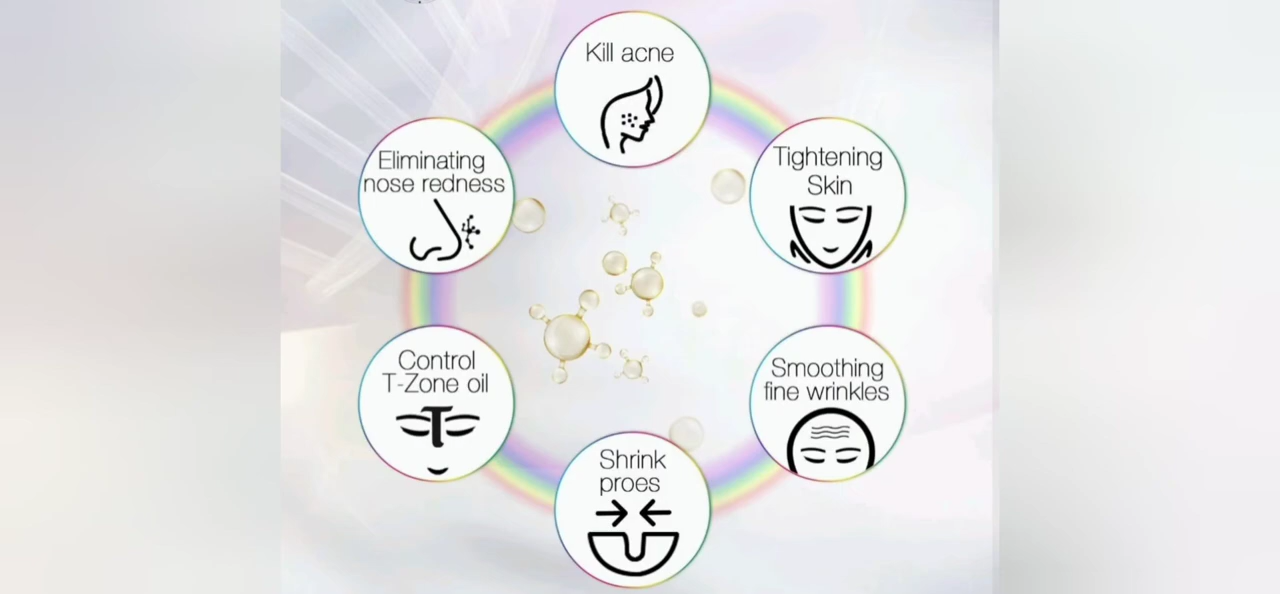 Kill acne
Tightening
Skin
Smoothing
fine wrinkles
Shrink
proes
Control
T-Zone oil
Eliminating
nose redness